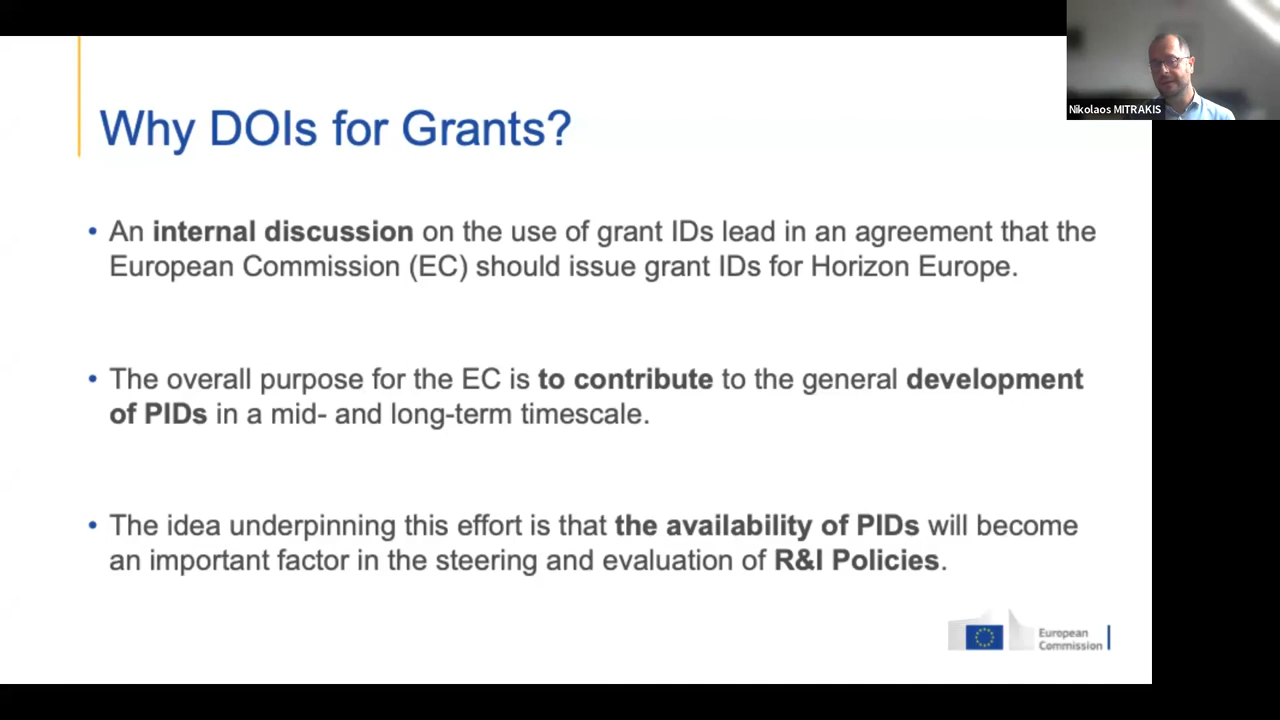 Nikolaos MITRAKIS
Why DOIs for Grants?
• An internal discussion on the use of grant IDs lead in an agreement that the
European Commission (EC) should issue grant IDs for Horizon Europe.
• The overall purpose for the EC is to contribute to the general development
of PIDs in a mid- and long-term timescale.
• The idea underpinning this effort is that the availability of PIDs will become
an important factor in the steering and evaluation of R&I Policies.
European
Commission